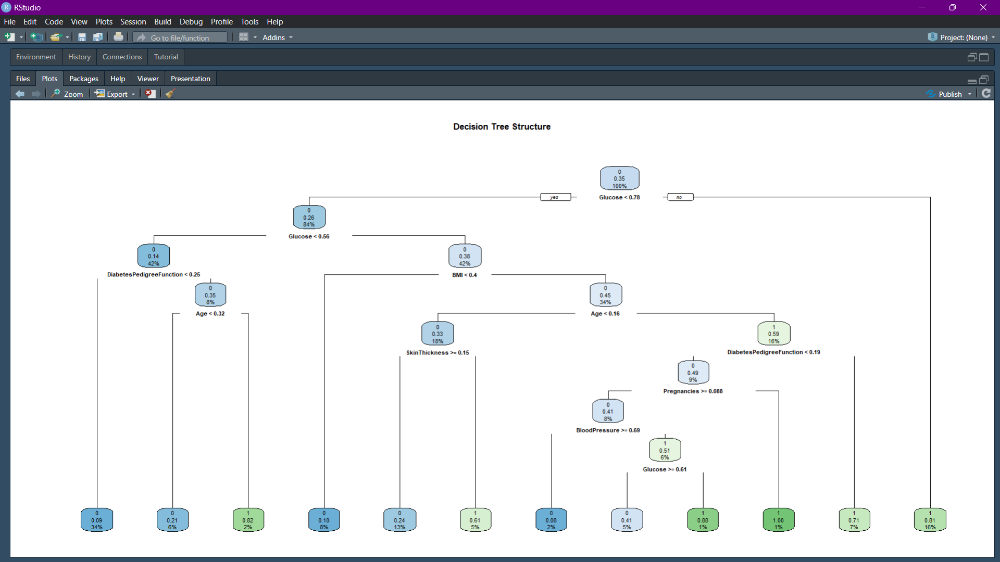 RStudio
File Edit Code View Plots Session Build Debug Profile Tools Help
Go to file/function Addins Project: (None)
Environment History Connections Tutorial
Files Plots Packages Help Viewer Presentation
Zoom Export Publish
Decision Tree Structure
0
0.35
100%
yes Glucose < 0.78 no
0
0.26
84%
Glucose < 0.56
0 0
0.14 0.38
42% 42%
DiabetesPedigreeFunction < 0.25 BMI < 0.4
0 0
0.35 0.45
8% 34%
Age < 0.32 Age < 0.16
0 1
0.33 0.59
18% 16%
SkinThickness >= 0.15 DiabetesPedigreeFunction < 0.19
0
0.49
9%
Pregnancies >= 0.088
0
0.41
8%
BloodPressure >= 0.69
1
0.51
6%
Glucose >= 0.61
0 0 1 0 0 1 0 0 1 1 1 1
0.09 0.21 0.82 0.10 0.24 0.61 0.08 0.41 0.88 1.00 0.71 0.81
34% 6% 2% 8% 13% 5% 2% 5% 1% 1% 7% 16%